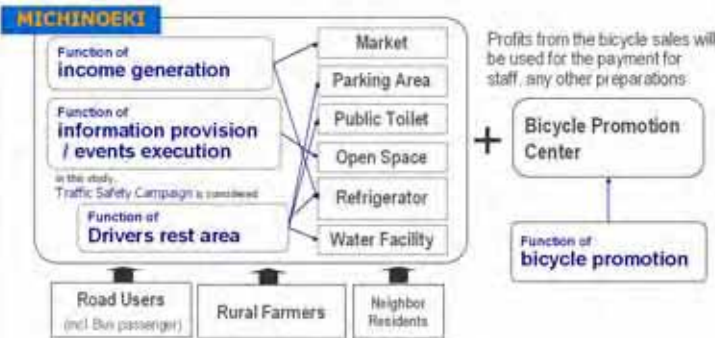 MICHINOEKI
Function of
income generation
Function of
information provision
/ events execution
in this study,
Traffic Safety Campaign is considered
Function of
Drivers rest area
Market
Parking Area
Public Toilet
Open Space
Refrigerator
Water Facility
Road Users
(incl Bus passenger)
Rural Farmers
Neighbor
Residents
+
Profits from the bicycle sales will
be used for the payment for
staff, any other preparations
Bicycle Promotion
Center
Function of
bicycle promotion